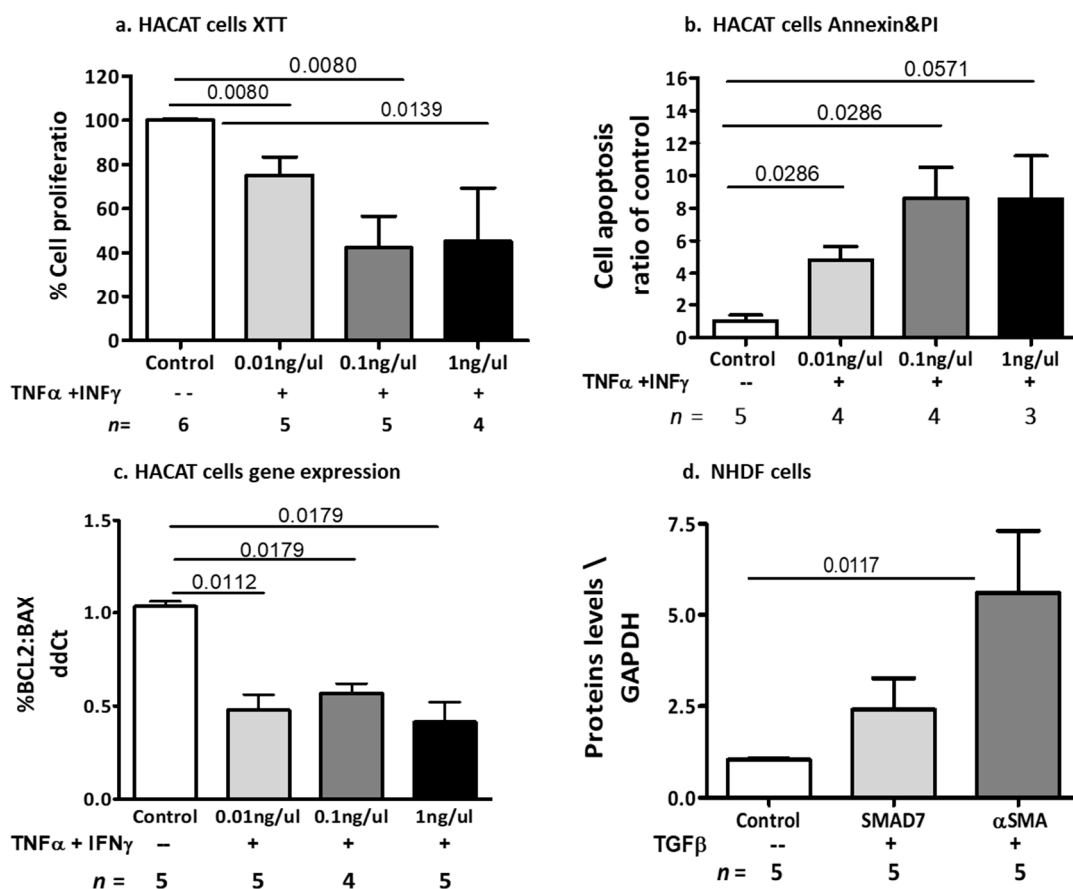 a. HACAT cells XTT
% Cell proliferatio
120
100
80
60
40
20
0
0.0080
0.0080
0.0139
Control 0.01ng/ul 0.1ng/ul 1ng/ul
TNFα +INFγ - - + + +
n= 6 5 5 4
b. HACAT cells Annexin&PI
Cell apoptosis
ratio of control
16
14
12
10
8
6
4
2
0
0.0571
0.0286
0.0286
Control 0.01ng/ul 0.1ng/ul 1ng/ul
TNFα +INFγ -- + + +
n = 5 4 4 3
c. HACAT cells gene expression
%BCL2:BAX
ddCt
1.5
1.0
0.5
0.0
0.0179
0.0179
0.0112
Control 0.01ng/ul 0.1ng/ul 1ng/ul
TNFα + IFNγ -- + + +
n = 5 5 4 5
d. NHDF cells
Proteins levels \
GAPDH
7.5
5.0
2.5
0.0
0.0117
Control SMAD7 αSMA
TGFβ -- + +
n = 5 5 5